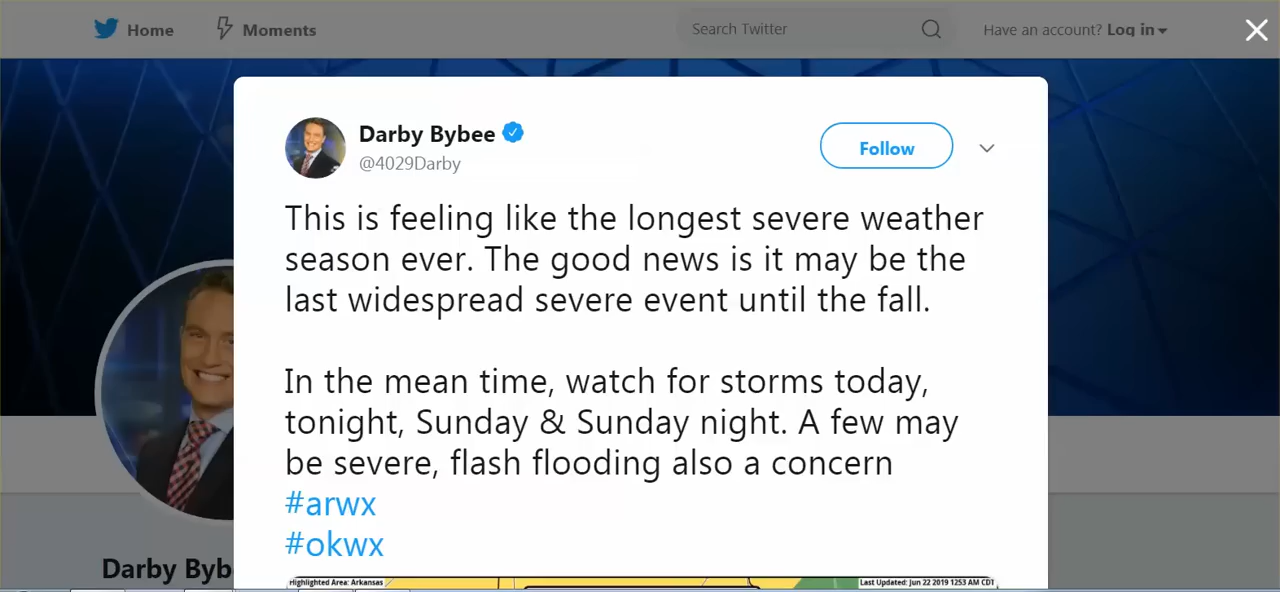 Home Moments Search Twitter Have an account? Log in
Darby Bybee
@4029Darby
Follow
This is feeling like the longest severe weather
season ever. The good news is it may be the
last widespread severe event until the fall.
In the mean time, watch for storms today,
tonight, Sunday & Sunday night. A few may
be severe, flash flooding also a concern
#arwx
#okwx
Darby Byb
Highlighted Area: Arkansas Last Updated: Jun 22 2019 1253 AM CDT